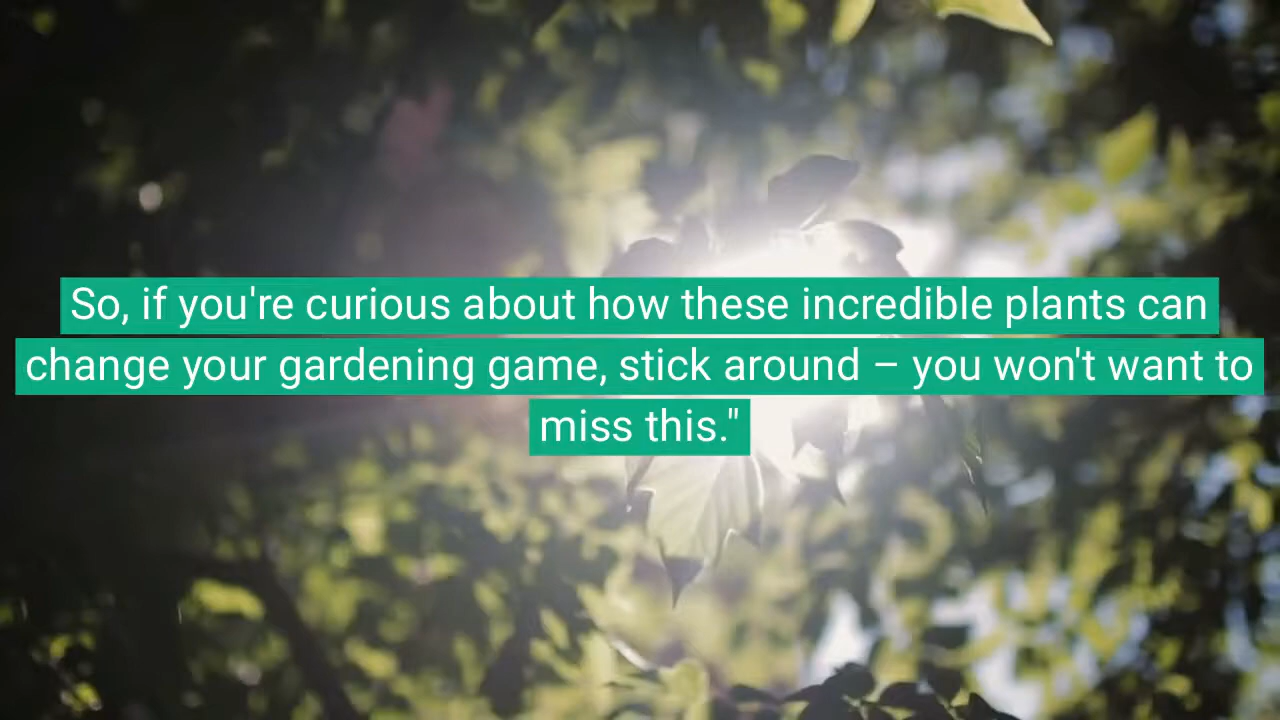 So, if you're curious about how these incredible plants can
change your gardening game, stick around – you won't want to
miss this."